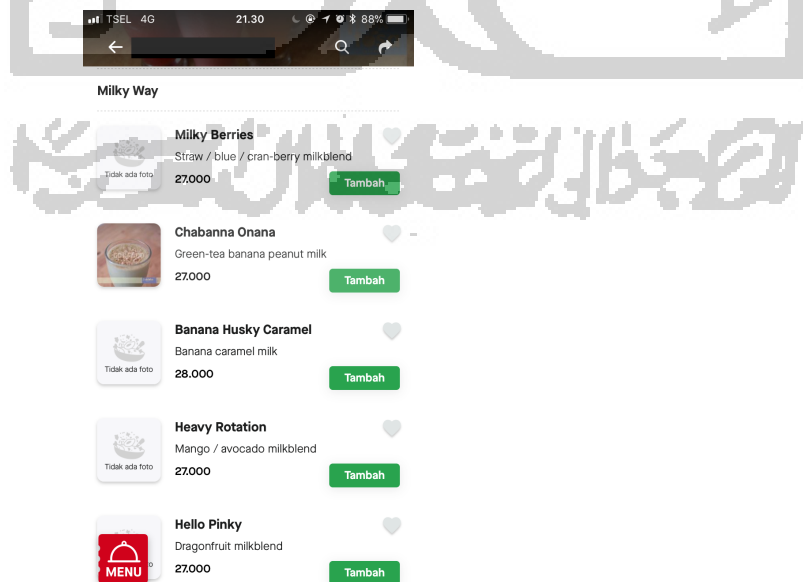 TSEL 4G 21.30 88%
Milky Way
Milky Berries
Straw / blue / cran-berry milkblend
Tidak ada foto
27.000
Tambah
Chabanna Onana
Green-tea banana peanut milk
27.000
Tambah
Banana Husky Caramel
Banana caramel milk
Tidak ada foto
28.000
Tambah
Heavy Rotation
Mango / avocado milkblend
Tidak ada foto
27.000
Tambah
Hello Pinky
Dragonfruit milkblend
27.000
MENU
Tambah